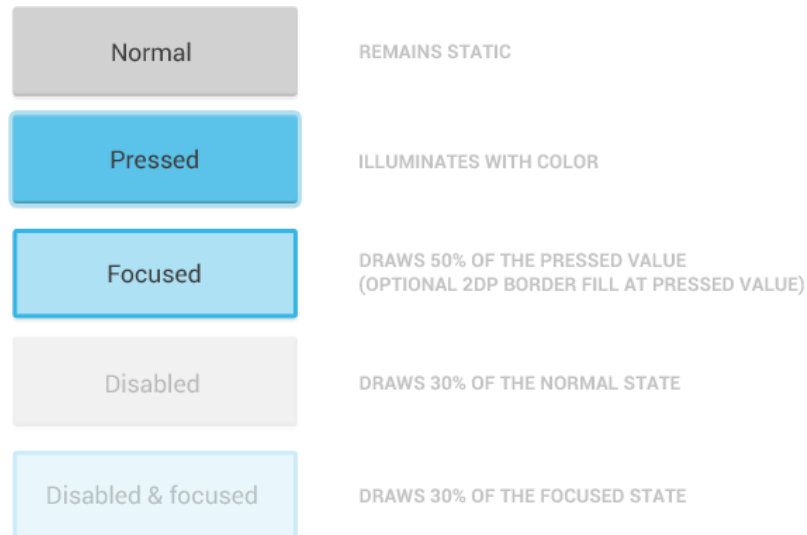 Normal
REMAINS STATIC
Pressed
ILLUMINATES WITH COLOR
Focused
DRAWS 50% OF THE PRESSED VALUE
(OPTIONAL 2DP BORDER FILL AT PRESSED VALUE)
Disabled
DRAWS 30% OF THE NORMAL STATE
Disabled & focused
DRAWS 30% OF THE FOCUSED STATE